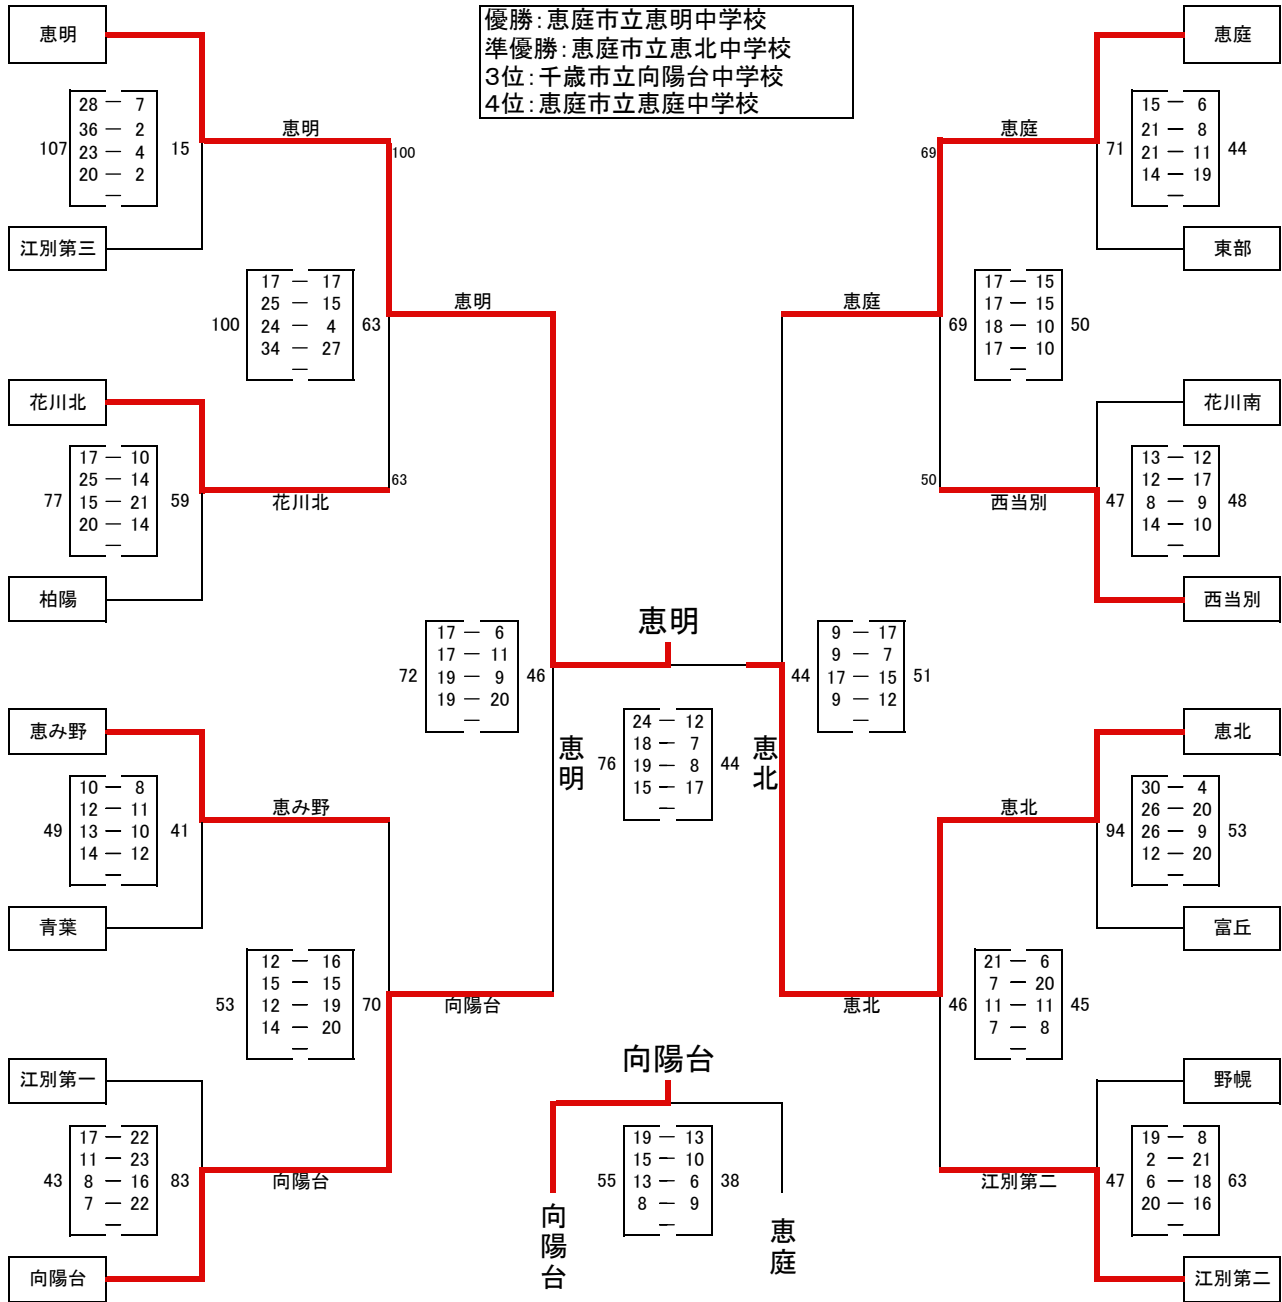 優勝：恵庭市立恵明中学校
準優勝：恵庭市立恵北中学校
3位：千歳市立向陽台中学校
4位：恵庭市立恵庭中学校
恵明
28 － 7
36 － 2
23 － 4
20 － 2
－
107
15
江別第三
恵明
100
17 － 17
25 － 15
24 － 4
34 － 27
－
100
63
恵明
花川北
17 － 10
25 － 14
15 － 21
20 － 14
－
77
59
花川北
63
柏陽
17 － 6
17 － 11
19 － 9
19 － 20
－
72
46
恵み野
10 － 8
12 － 11
13 － 10
14 － 12
－
49
41
恵み野
青葉
12 － 16
15 － 15
12 － 19
14 － 20
－
53
70
向陽台
江別第一
17 － 22
11 － 23
8 － 16
7 － 22
－
43
83
向陽台
向陽台
恵明
恵明
24 － 12
18 － 7
19 － 8
15 － 17
－
76
44
恵北
向陽台
19 － 13
15 － 10
13 － 6
8 － 9
－
55
38
向陽台
恵庭
恵庭
恵庭
69
15 － 6
21 － 8
21 － 11
14 － 19
－
71
44
東部
恵庭
17 － 15
17 － 15
18 － 10
17 － 10
－
69
50
花川南
13 － 12
12 － 17
8 － 9
14 － 10
－
47
48
50
西当別
西当別
9 － 17
9 － 7
17 － 15
9 － 12
－
44
51
恵北
恵北
30 － 4
26 － 20
26 － 9
12 － 20
－
94
53
富丘
恵北
21 － 6
7 － 20
11 － 11
7 － 8
－
46
45
野幌
19 － 8
2 － 21
6 － 18
20 － 16
－
47
63
江別第二
江別第二